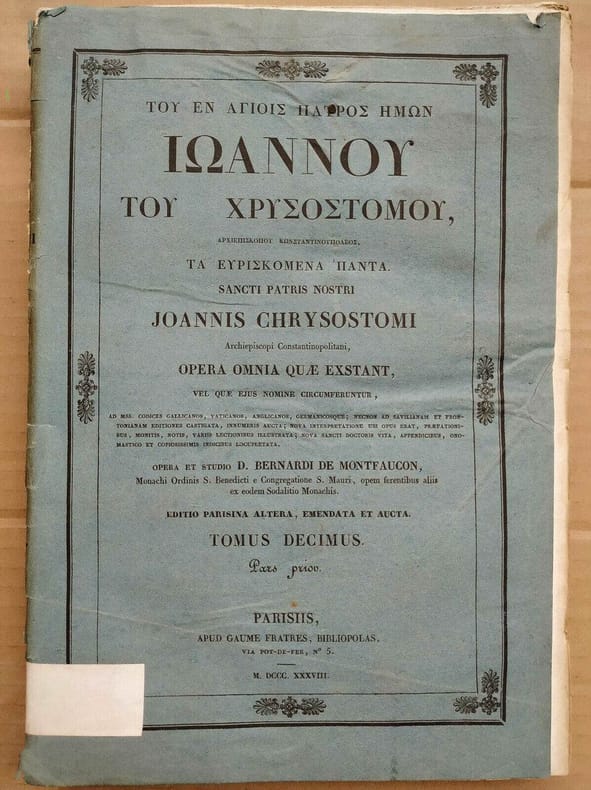 ΤΟΥ ΕΝ ΑΓΙΟΙΣ ΠΑΤΡΟΣ ΗΜΩΝ
ΙΩΑΝΝΟΥ
ΤΟΥ ΧΡΥΣΟΣΤΟΜΟΥ,
ΑΡΧΙΕΠΙΣΚΟΠΟΥ ΚΩΝΣΤΑΝΤΙΝΟΥΠΟΛΕΩΣ,
ΤΑ ΕΥΡΙΣΚΟΜΕΝΑ ΠΑΝΤΑ.
SANCTI PATRIS NOSTRI
JOANNIS CHRYSOSTOMI
Archiepiscopi Constantinopolitani,
OPERA OMNIA QUÆ EXSTANT,
VEL QUÆ EJUS NOMINE CIRCUMFERUNTUR,
AD MSS. CODICES GALLICANOS, VATICANOS, ANGLICANOS, GERMANICOSQUE; NECNON AD SAVILIANAM ET FRON-
TONIANAM EDITIONES CASTIGATA, INNUMERIS AUCTA; NOVA INTERPRETATIONE UBI OPUS ERAT, PRÆFATIONI-
BUS, MONITIS, NOTIS, VARIIS LECTIONIBUS ILLUSTRATA; NOVA SANCTI DOCTORIS VITA, APPENDICIBUS, ONO-
MASTICO ET COPIOSISSIMIS INDICIBUS LOCUPLETATA.
OPERA ET STUDIO D. BERNARDI DE MONTFAUCON,
Monachi Ordinis S. Benedicti e Congregatione S. Mauri, opem ferentibus aliis
ex eodem Sodalitio Monachis.
EDITIO PARISINA ALTERA, EMENDATA ET AUCTA.
TOMUS DECIMUS.
Pars prior.
PARISIIS,
APUD GAUME FRATRES, BIBLIOPOLAS,
VIA POT-DE-FER, Nº 5.
M. DCCC. XXXVIII.